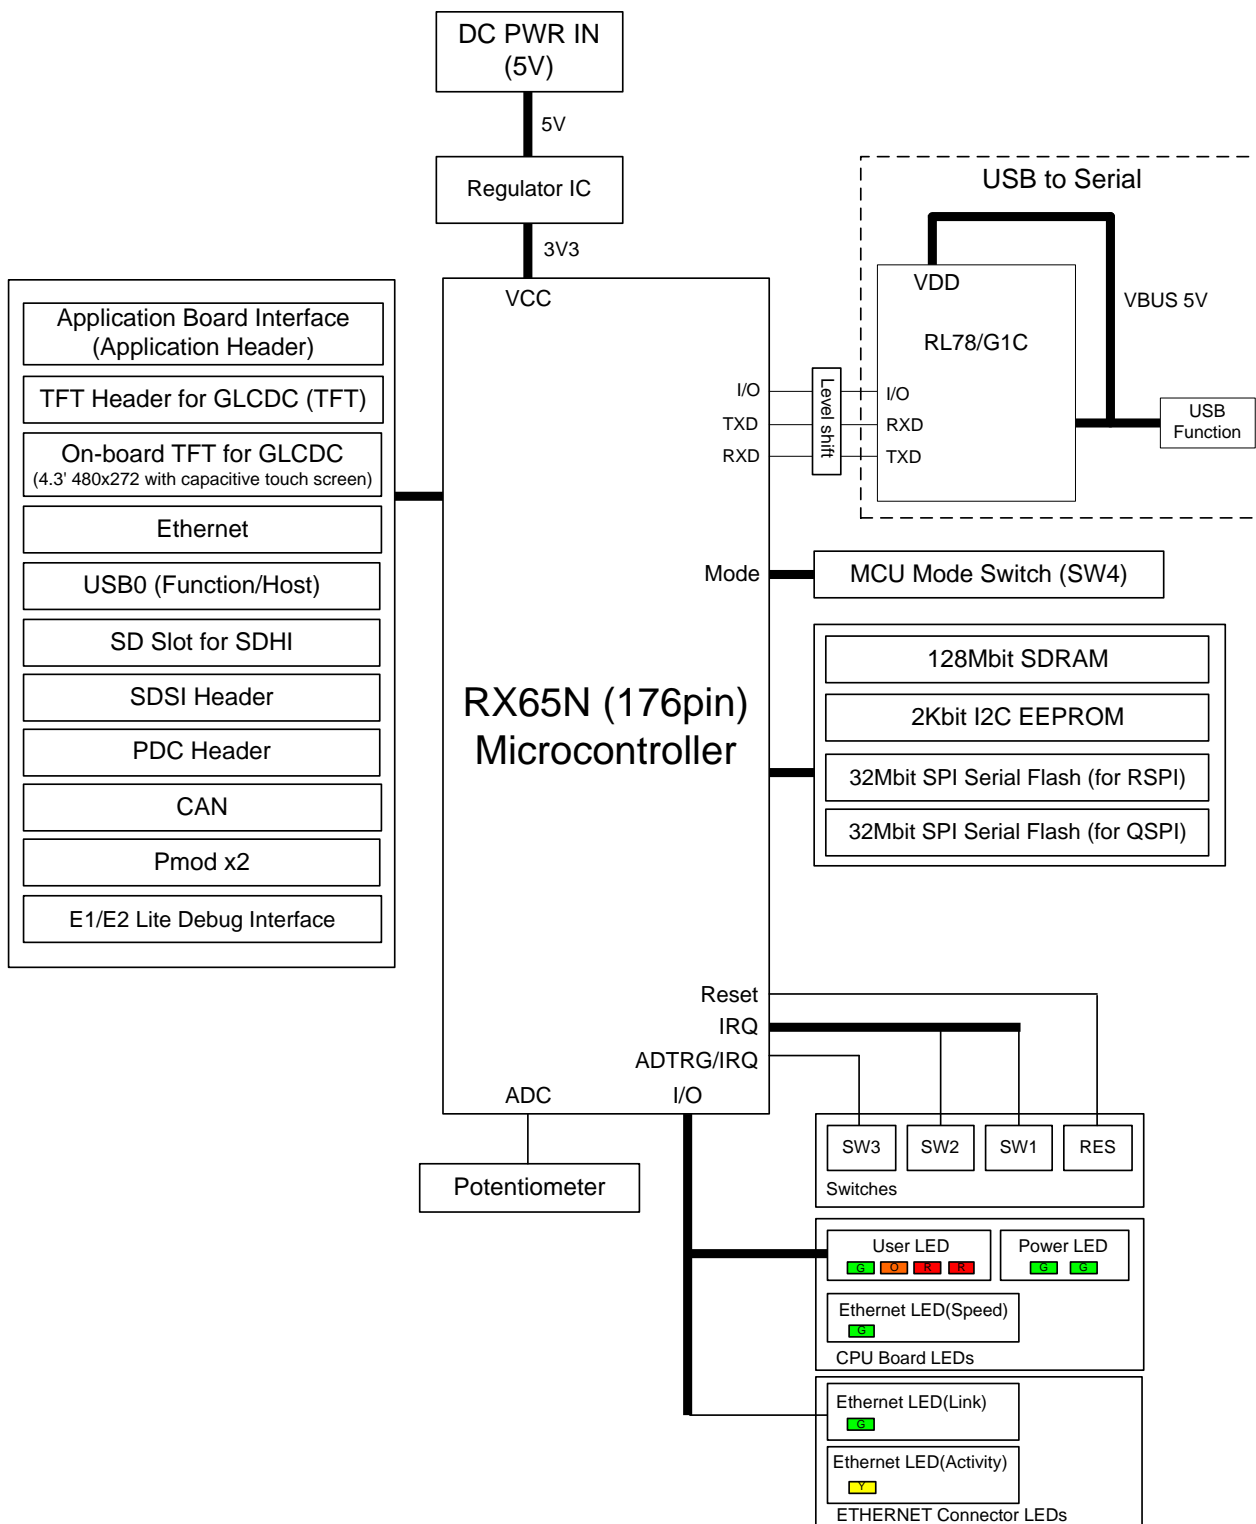 DC PWR IN
(5V)
5V
Regulator IC
3V3
USB to Serial
VDD
VBUS 5V
RL78/G1C
I/O
RXD
TXD
USB
Function
Level shift
VCC
I/O
TXD
RXD
Mode
RX65N (176pin)
Microcontroller
Reset
IRQ
ADTRG/IRQ
ADC
I/O
Application Board Interface
(Application Header)
TFT Header for GLCDC (TFT)
On-board TFT for GLCDC
(4.3' 480x272 with capacitive touch screen)
Ethernet
USB0 (Function/Host)
SD Slot for SDHI
SDSI Header
PDC Header
CAN
Pmod x2
E1/E2 Lite Debug Interface
MCU Mode Switch (SW4)
128Mbit SDRAM
2Kbit I2C EEPROM
32Mbit SPI Serial Flash (for RSPI)
32Mbit SPI Serial Flash (for QSPI)
Potentiometer
SW3
SW2
SW1
RES
Switches
User LED
G O R R
Power LED
G G
Ethernet LED(Speed)
G
CPU Board LEDs
Ethernet LED(Link)
G
Ethernet LED(Activity)
Y
ETHERNET Connector LEDs